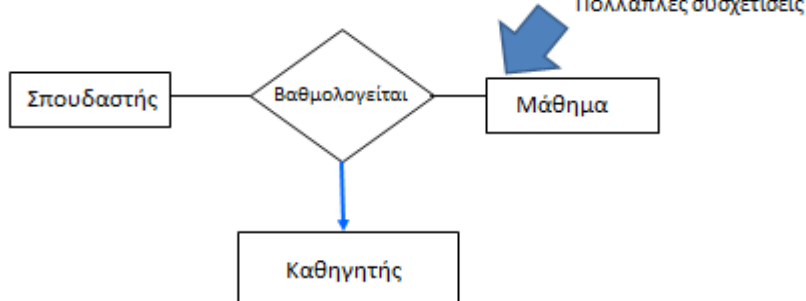 Πολλαπλές συσχετίσεις
Σπουδαστής
Βαθμολογείται
Μάθημα
Καθηγητής